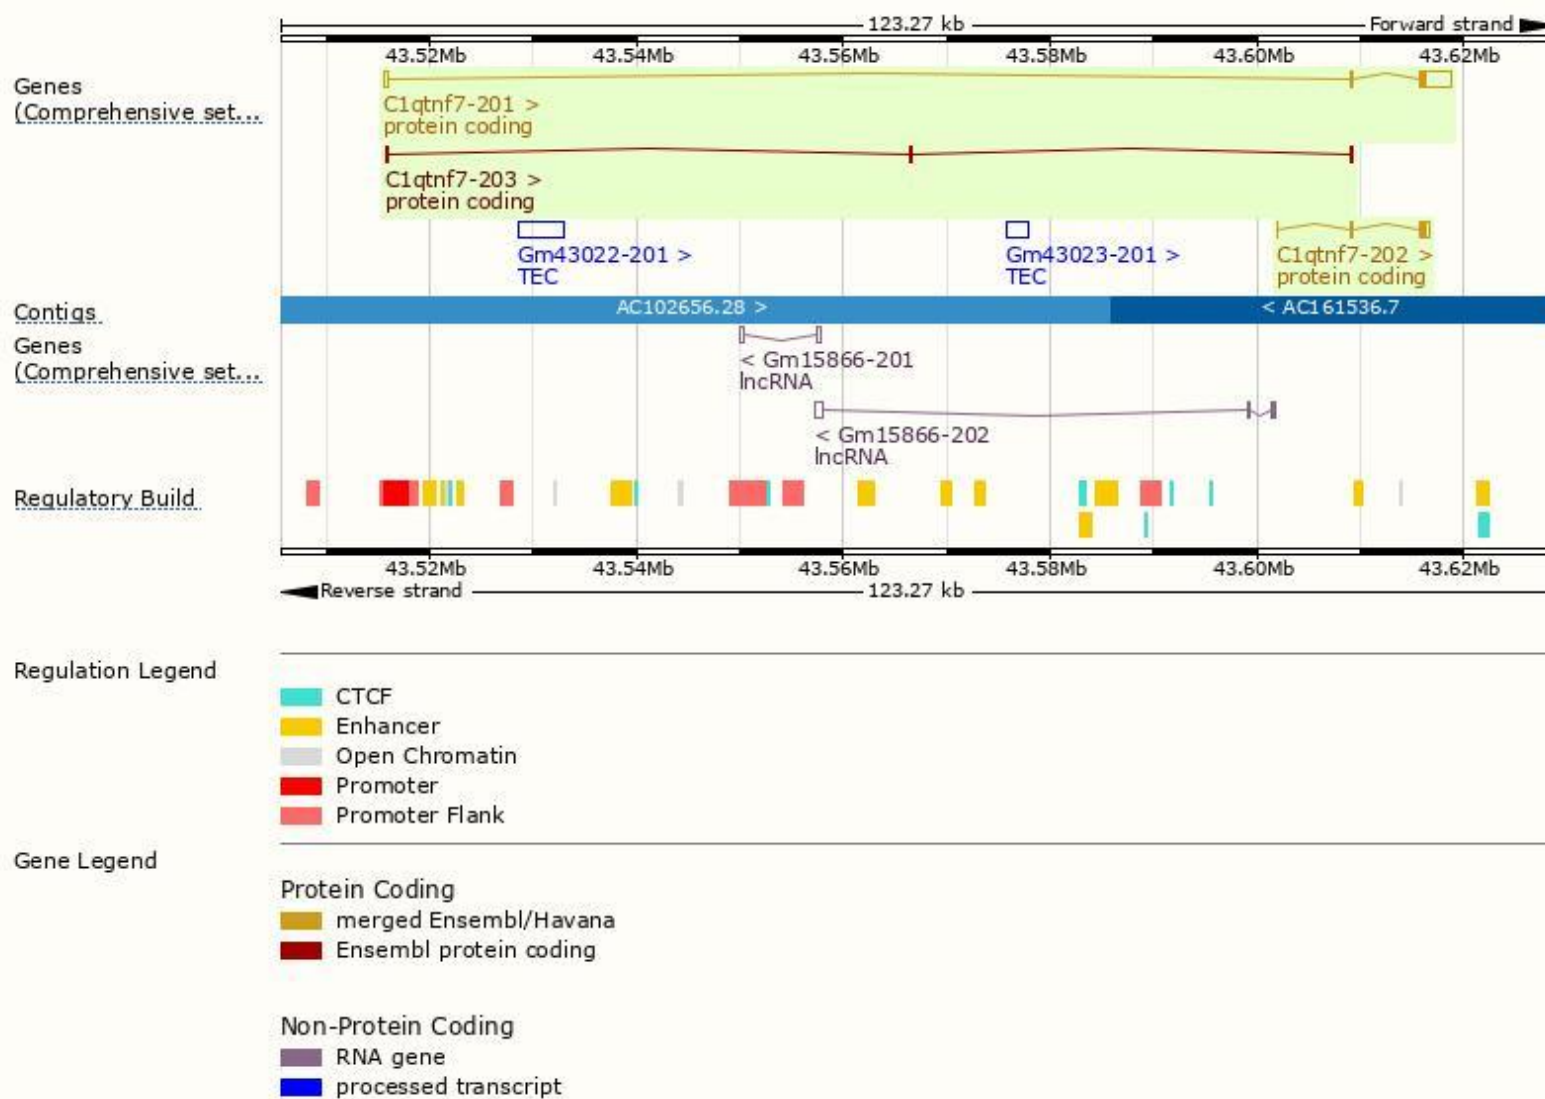 123.27 kb Forward strand
43.52Mb 43.54Mb 43.56Mb 43.58Mb 43.60Mb 43.62Mb
Genes
(Comprehensive set...
C1qtnf7-201 >
protein coding
C1qtnf7-203 >
protein coding
Gm43022-201 > Gm43023-201 > C1qtnf7-202 >
TEC TEC protein coding
Contigs AC102656.28 > < AC161536.7
Genes
(Comprehensive set...
< Gm15866-201
lncRNA
< Gm15866-202
lncRNA
Regulatory Build
43.52Mb 43.54Mb 43.56Mb 43.58Mb 43.60Mb 43.62Mb
Reverse strand 123.27 kb
Regulation Legend
CTCF
Enhancer
Open Chromatin
Promoter
Promoter Flank
Gene Legend
Protein Coding
merged Ensembl/Havana
Ensembl protein coding
Non-Protein Coding
RNA gene
processed transcript